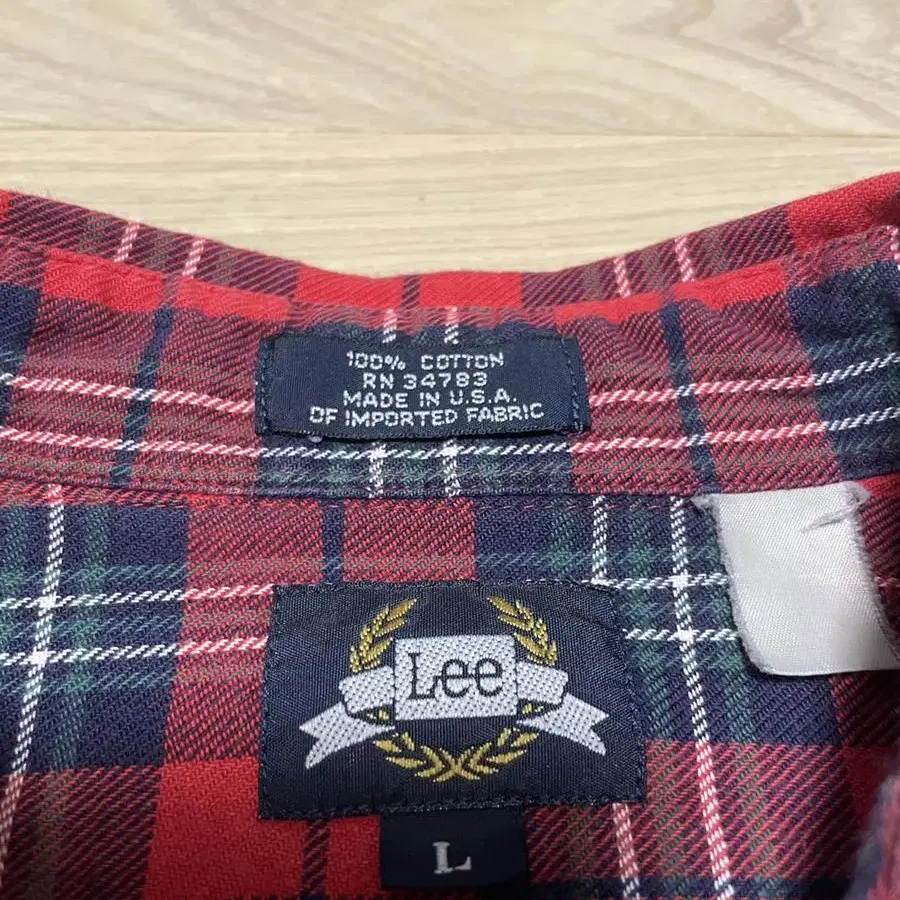 100% COTTON
RN 34783
MADE IN U.S.A.
OF IMPORTED FABRIC
Lee
L